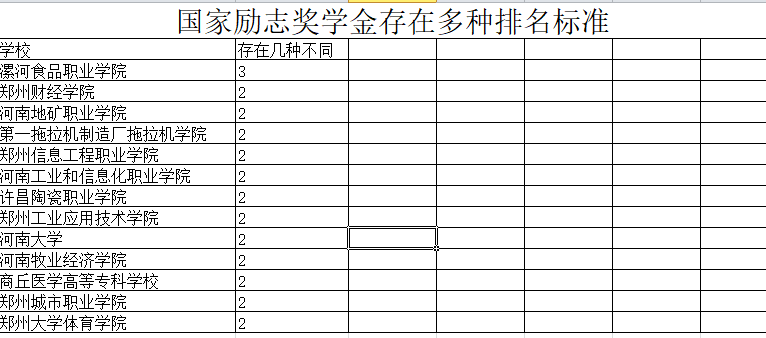 国家励志奖学金存在多种排名标准
学校 存在几种不同
漯河食品职业学院 3
郑州财经学院 2
河南地矿职业学院 2
第一拖拉机制造厂拖拉机学院 2
郑州信息工程职业学院 2
河南工业和信息化职业学院 2
许昌陶瓷职业学院 2
郑州工业应用技术学院 2
河南大学 2
河南牧业经济学院 2
商丘医学高等专科学校 2
郑州城市职业学院 2
郑州大学体育学院 2